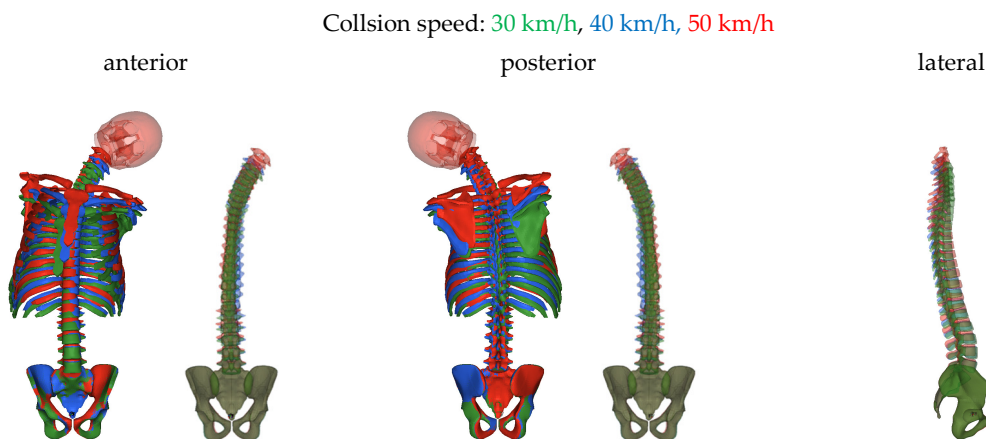 Collsion speed: 30 km/h, 40 km/h, 50 km/h
anterior
posterior
lateral